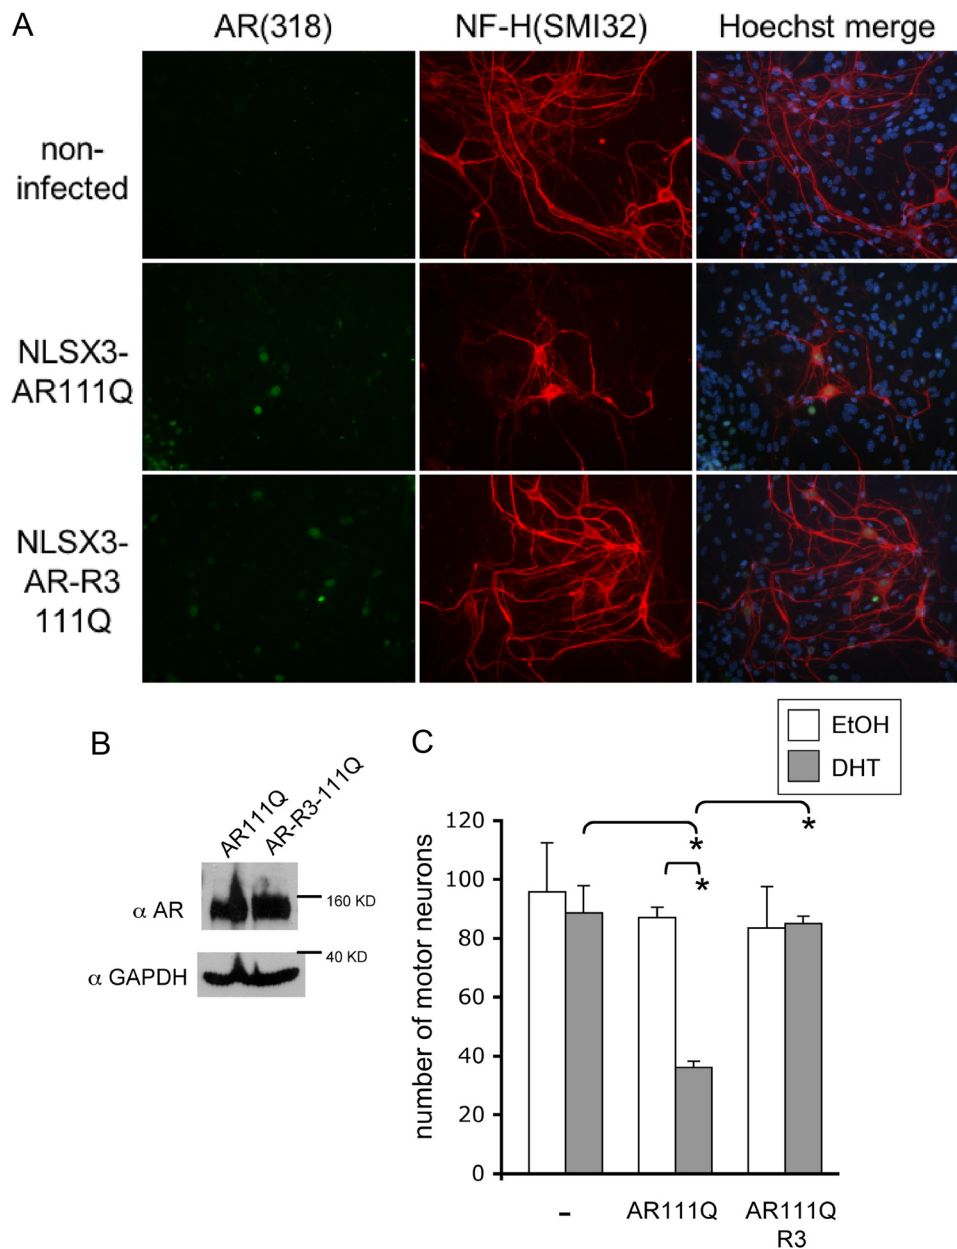 A
AR(318) NF-H(SMI32) Hoechst merge
non-
infected
NLSX3-
AR111Q
NLSX3-
AR-R3
111Q
B
AR111Q AR-R3-111Q
α AR
160 KD
40 KD
α GAPDH
C
EtOH
DHT
number of motor neurons
120
100
80
60
40
20
0
*
*
*
- AR111Q AR111Q
R3